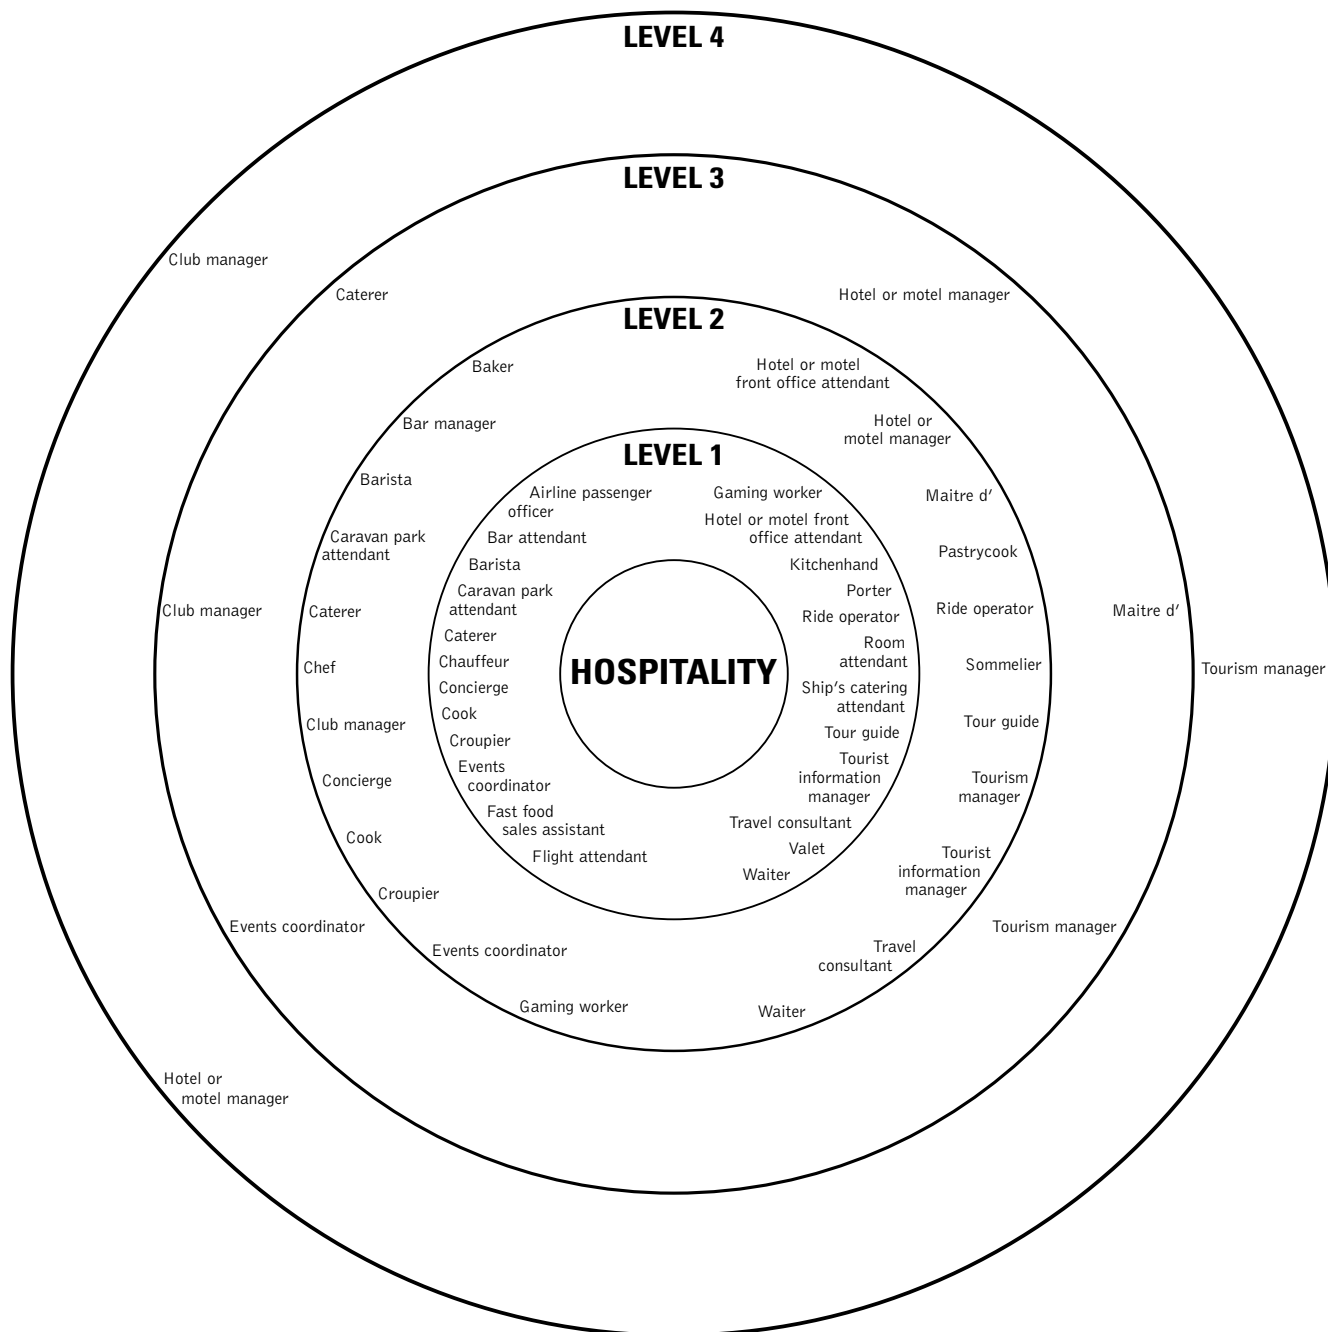 LEVEL 4
Club manager
Tourism manager
Hotel or
motel manager
LEVEL 3
Caterer
Hotel or motel manager
Club manager
Maitre d’
Events coordinator
Tourism manager
LEVEL 2
Baker
Bar manager
Barista
Caravan park
attendant
Caterer
Chef
Club manager
Concierge
Cook
Croupier
Events coordinator
Gaming worker
Hotel or motel
front office attendant
Hotel or
motel manager
Maitre d’
Pastrycook
Ride operator
Sommelier
Tour guide
Tourism
manager
Tourist
information
manager
Travel
consultant
Waiter
LEVEL 1
Airline passenger
officer
Bar attendant
Barista
Caravan park
attendant
Caterer
Chauffeur
Concierge
Cook
Croupier
Events
coordinator
Fast food
sales assistant
Flight attendant
Gaming worker
Hotel or motel front
office attendant
Kitchenhand
Porter
Ride operator
Room
attendant
Ship’s catering
attendant
Tour guide
Tourist
information
manager
Travel consultant
Valet
Waiter
HOSPITALITY